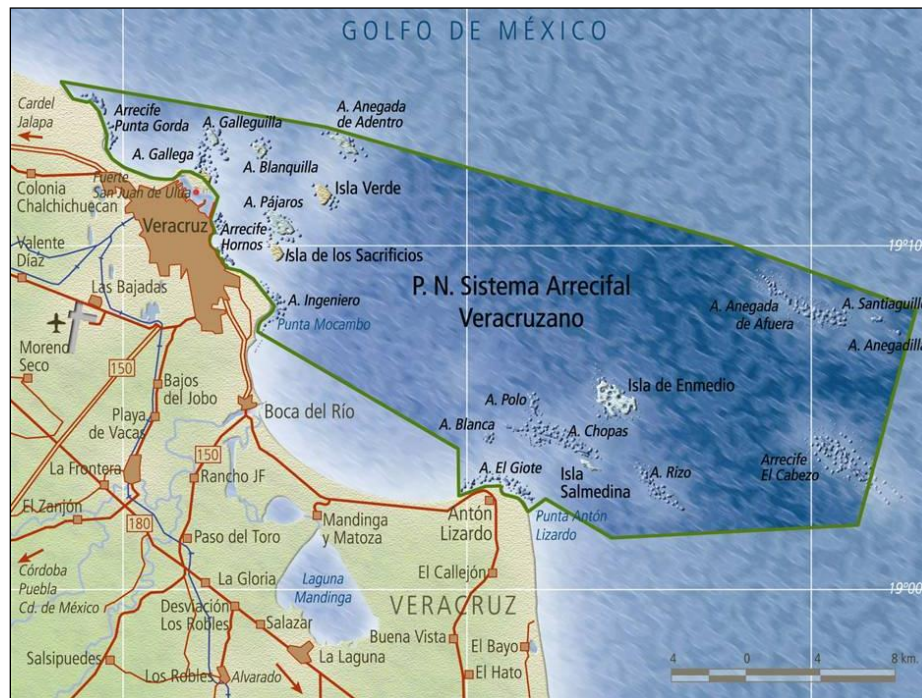 GOLFO DE MÉXICO
Cardel
Jalapa
Arrecife
Punta Gorda
A. Galleguilla
A. Anegada
de Adentro
A. Gallega
A. Blanquilla
Colonia
Chalchichuecan
Fuerte
San Juan de Ulúa
Isla Verde
A. Pájaros
Veracruz
Arrecife
Hornos
Valente
Díaz
Isla de los Sacrificios
19°10'
Las Bajadas
A. Ingeniero
Punta Mocambo
P. N. Sistema Arrecifal
Veracruzano
A. Anegada
de Afuera
A. Santiaguillo
A. Anegadilla
Moreno
Seco
150
Bajos
del Jobo
Boca del Río
Playa
de Vacas
Isla de Enmedio
A. Polo
A. Blanca
A. Chopas
150
La Frontera
Rancho JF
A. El Giote
Isla
Salmedina
A. Rizo
Arrecife
El Cabezo
El Zanjón
180
Mandinga
y Matoza
Antón
Lizardo
Punta Antón
Lizardo
Paso del Toro
Córdoba
Puebla
Cd. de México
La Gloria
Laguna
Mandinga
El Callejón
19°00'
Desviación
Los Robles
Salazar
VERACRUZ
Buena Vista
El Bayo
Salsipuedes
La Laguna
Los Robles
Alvarado
El Hato
4 0 4 8 km.